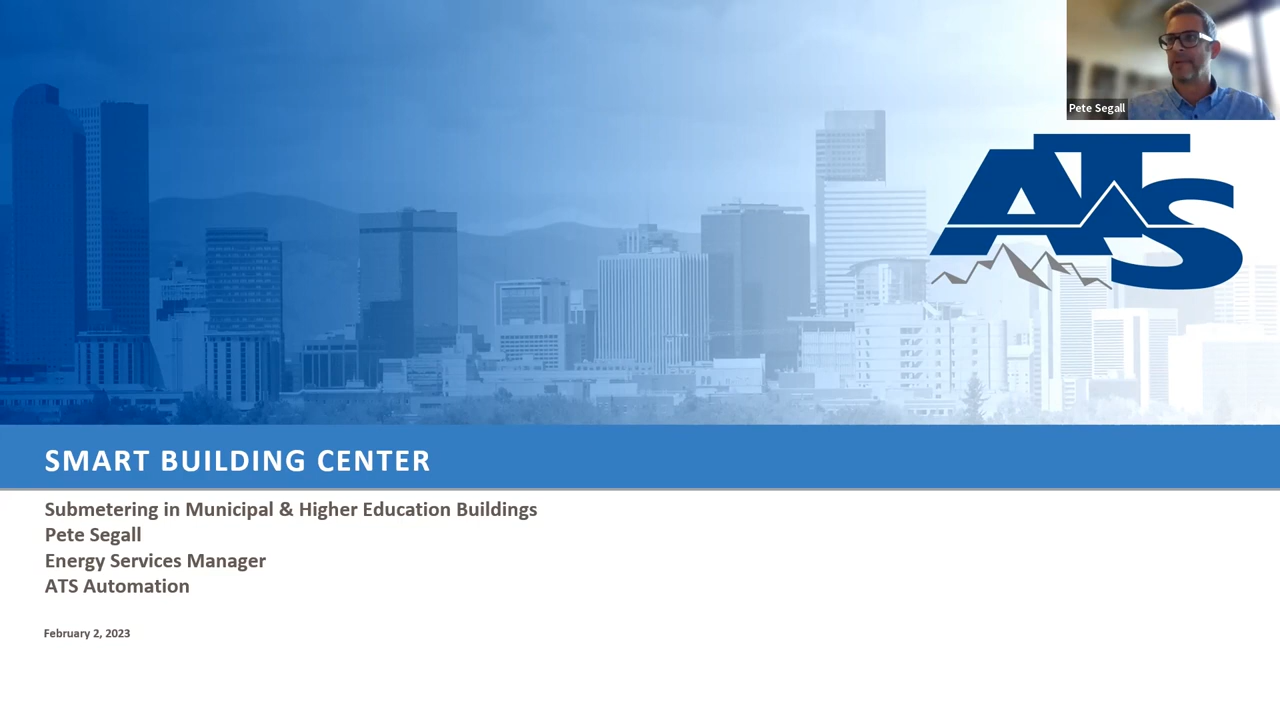 Pete Segall
ATS
SMART BUILDING CENTER
Submetering in Municipal & Higher Education Buildings
Pete Segall
Energy Services Manager
ATS Automation
February 2, 2023